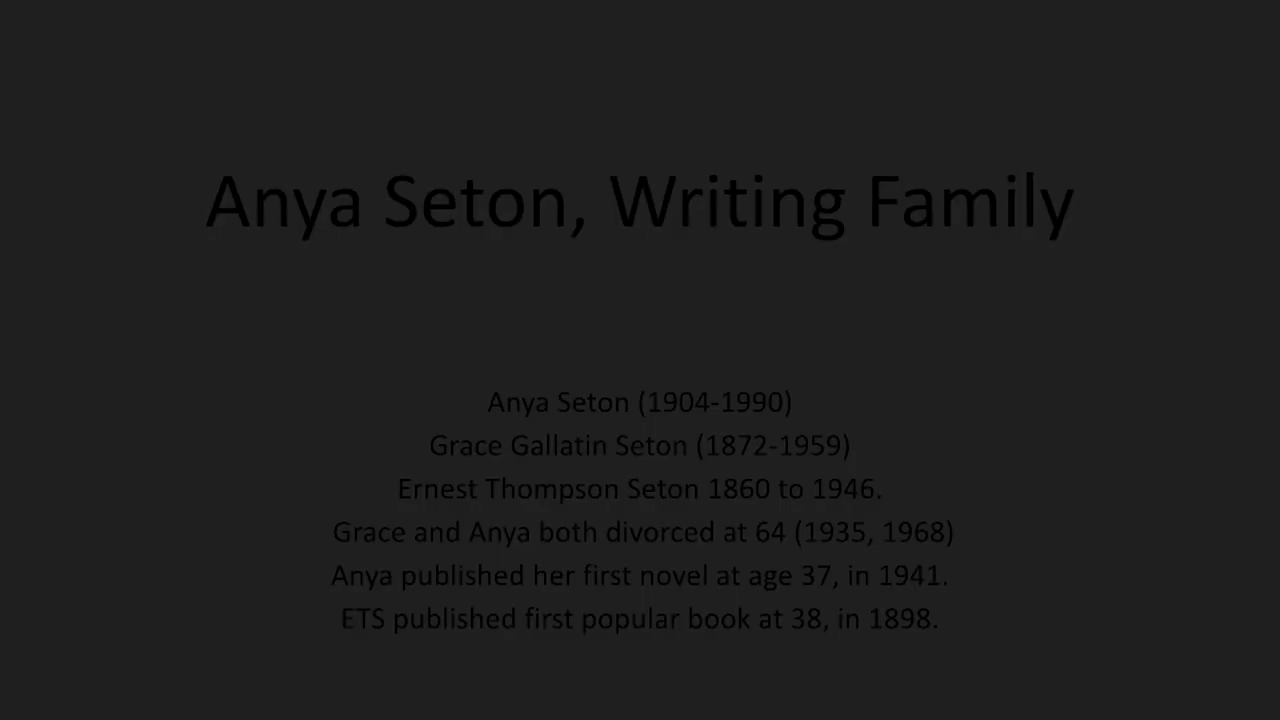 Anya Seton, Writing Family
Anya Seton (1904-1990)
Grace Gallatin Seton (1872-1959)
Ernest Thompson Seton 1860 to 1946.
Grace and Anya both divorced at 64 (1935, 1968)
Anya published her first novel at age 37, in 1941.
ETS published first popular book at 38, in 1898.